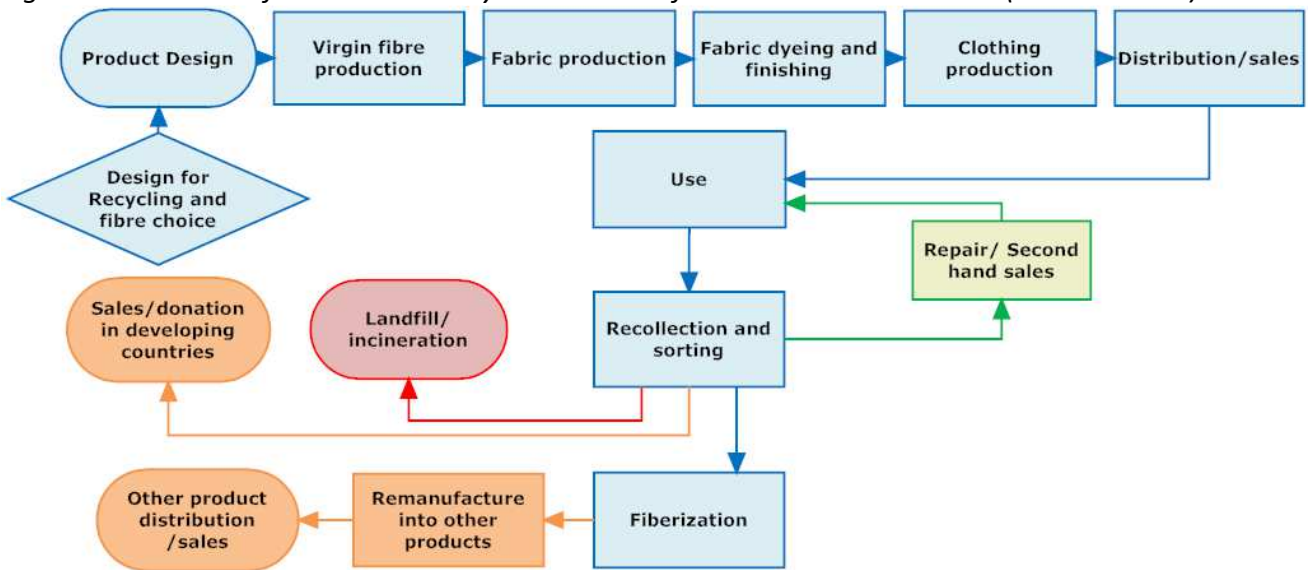 Product Design
Virgin fibre
production
Fabric production
Fabric dyeing and
finishing
Clothing
production
Distribution/sales
Design for
Recycling and
fibre choice
Use
Repair/ Second
hand sales
Sales/donation
in developing
countries
Landfill/
incineration
Recollection and
sorting
Other product
distribution
/sales
Remanufacture
into other
products
Fiberization